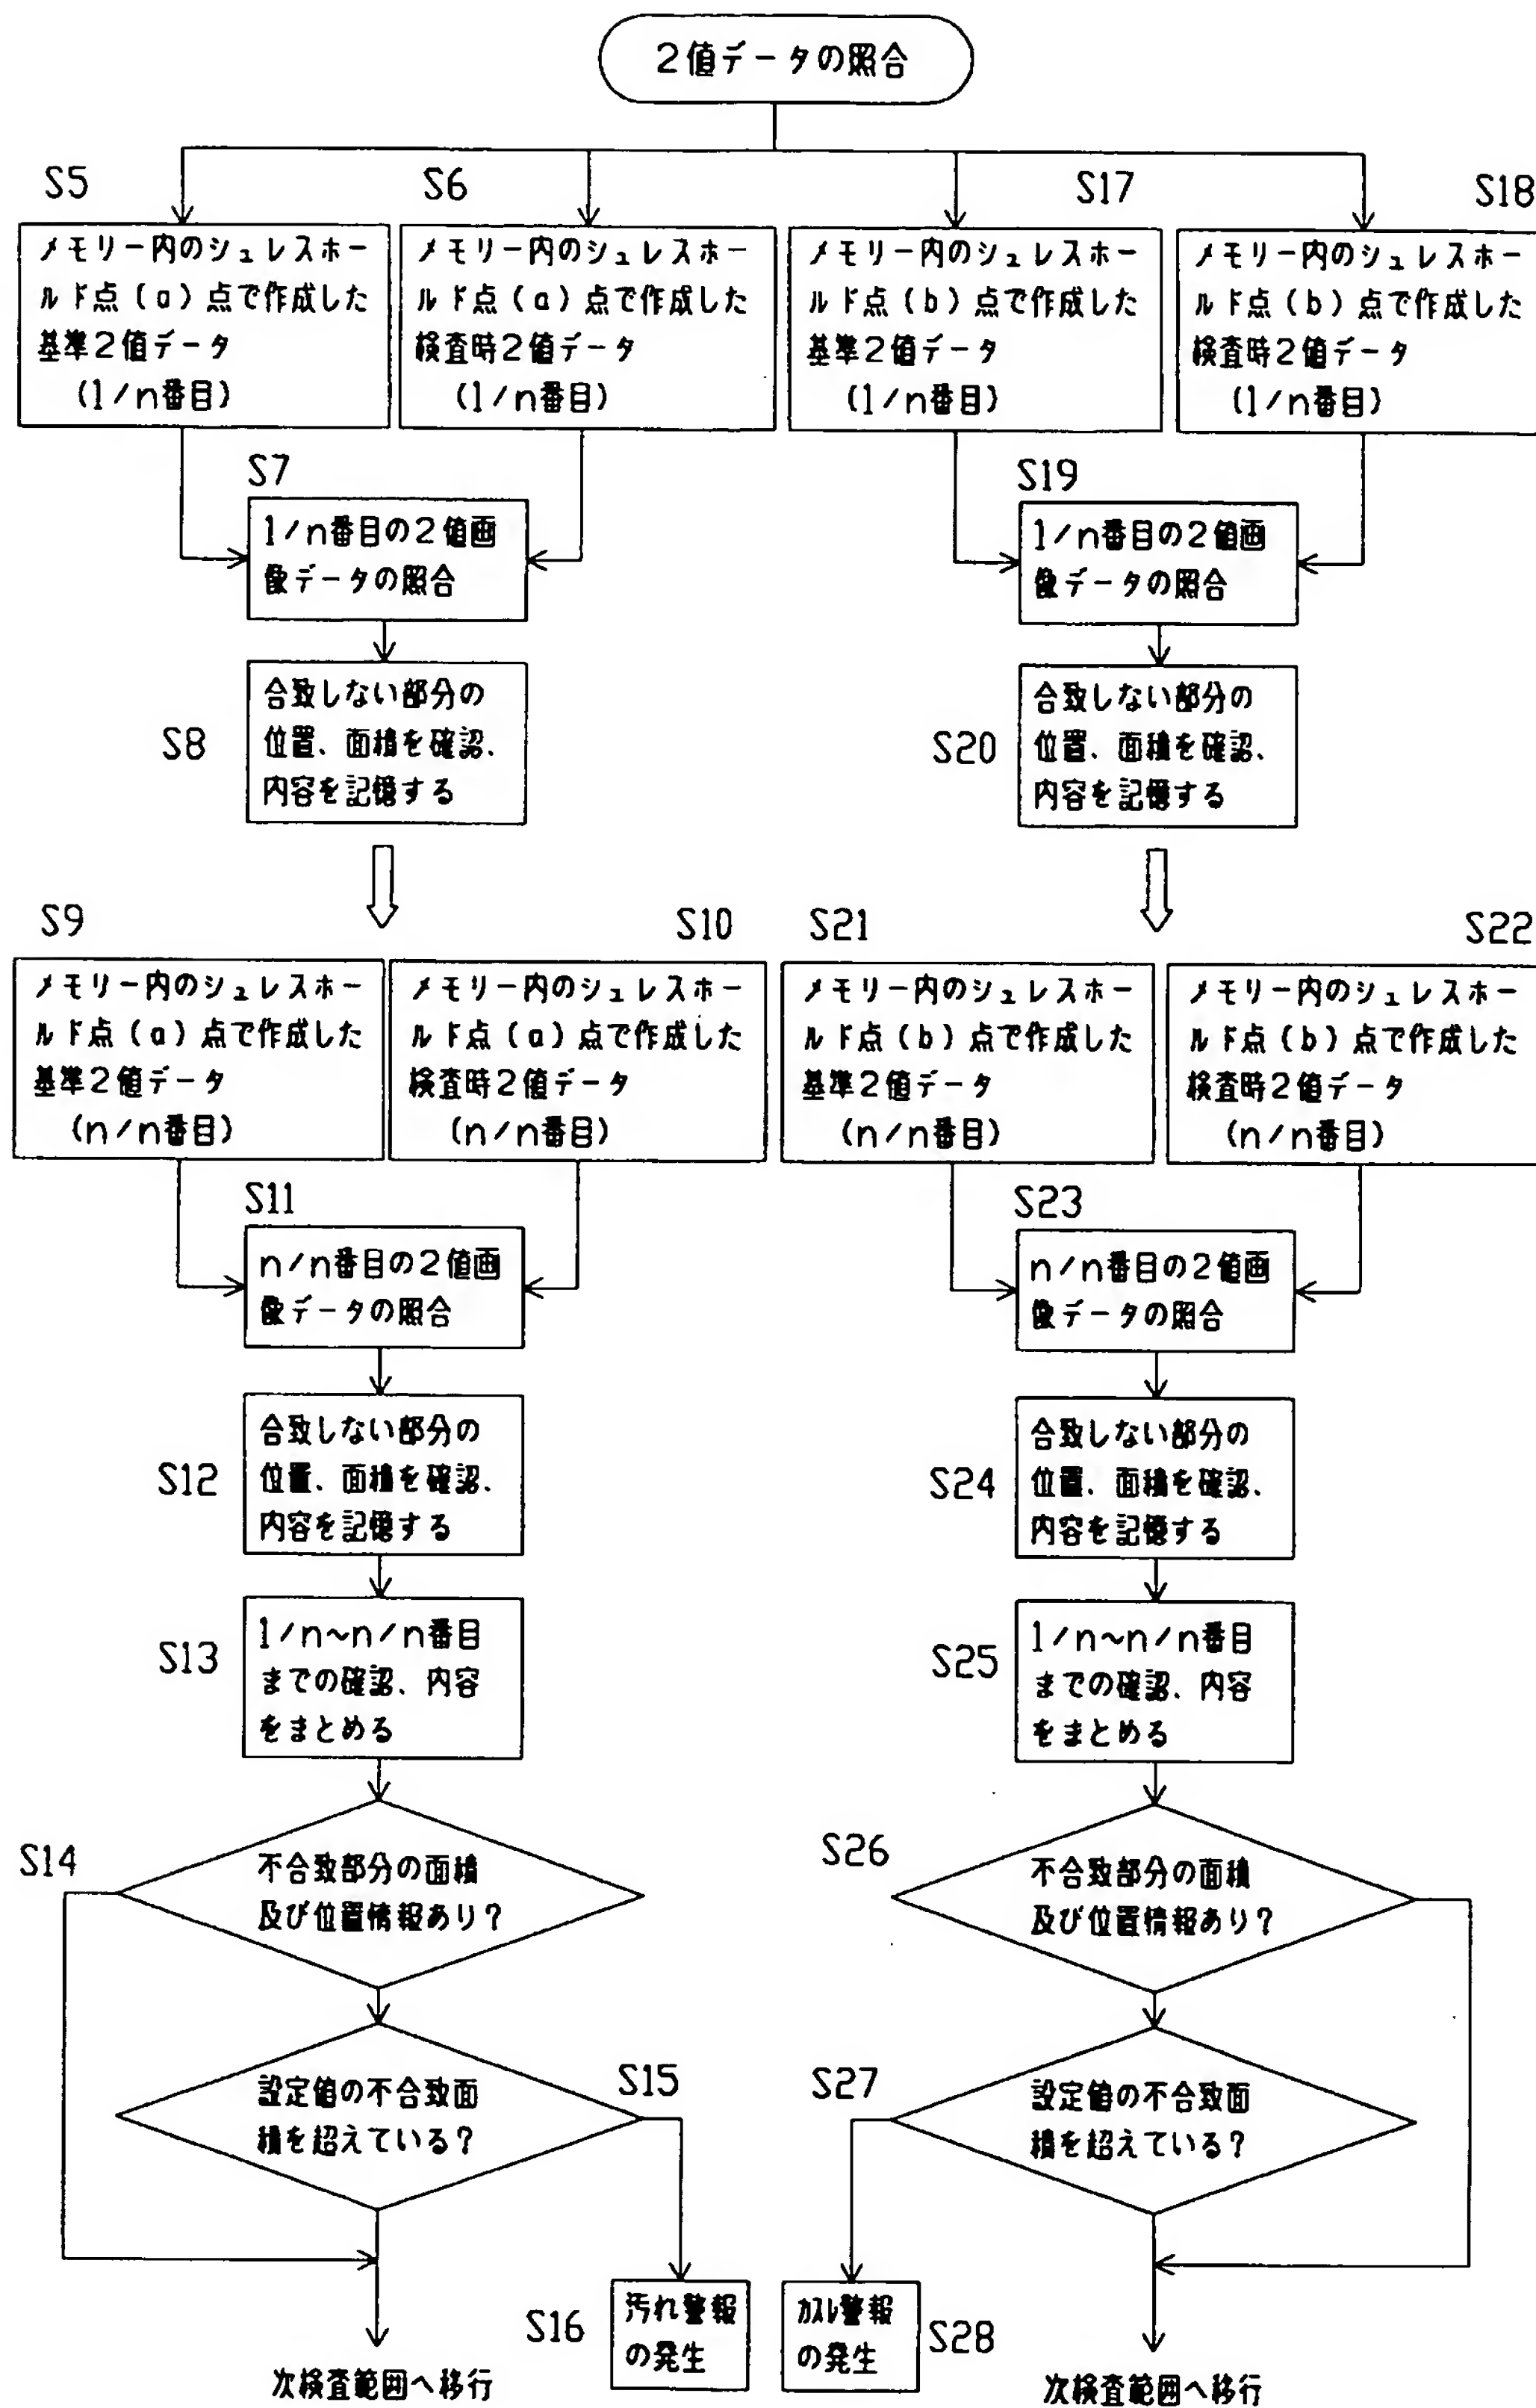 2値データの照合
S5
S6
S17
S18
メモリー内のシュレスホー
ルド点(a)点で作成した
基準2値データ
(1/n番目)
メモリー内のシュレスホー
ルド点(a)点で作成した
検査時2値データ
(1/n番目)
メモリー内のシュレスホー
ルド点(b)点で作成した
基準2値データ
(1/n番目)
メモリー内のシュレスホー
ルド点(b)点で作成した
検査時2値データ
(1/n番目)
S7
1/n番目の2値画
像データの照合
S19
1/n番目の2値画
像データの照合
S8
合致しない部分の
位置、面積を確認、
内容を記憶する
S20
合致しない部分の
位置、面積を確認、
内容を記憶する
S9
S10
S21
S22
メモリー内のシュレスホー
ルド点(a)点で作成した
基準2値データ
(n/n番目)
メモリー内のシュレスホー
ルド点(a)点で作成した
検査時2値データ
(n/n番目)
メモリー内のシュレスホー
ルド点(b)点で作成した
基準2値データ
(n/n番目)
メモリー内のシュレスホー
ルド点(b)点で作成した
検査時2値データ
(n/n番目)
S11
n/n番目の2値画
像データの照合
S23
n/n番目の2値画
像データの照合
S12
合致しない部分の
位置、面積を確認、
内容を記憶する
S24
合致しない部分の
位置、面積を確認、
内容を記憶する
S13
1/n~n/n番目
までの確認、内容
をまとめる
S25
1/n~n/n番目
までの確認、内容
をまとめる
S14
不合致部分の面積
及び位置情報あり?
S26
不合致部分の面積
及び位置情報あり?
設定値の不合致面
積を超えている?
S15
S27
設定値の不合致面
積を超えている?
S16
汚れ警報
の発生
カスレ警報
の発生
S28
次検査範囲へ移行
次検査範囲へ移行